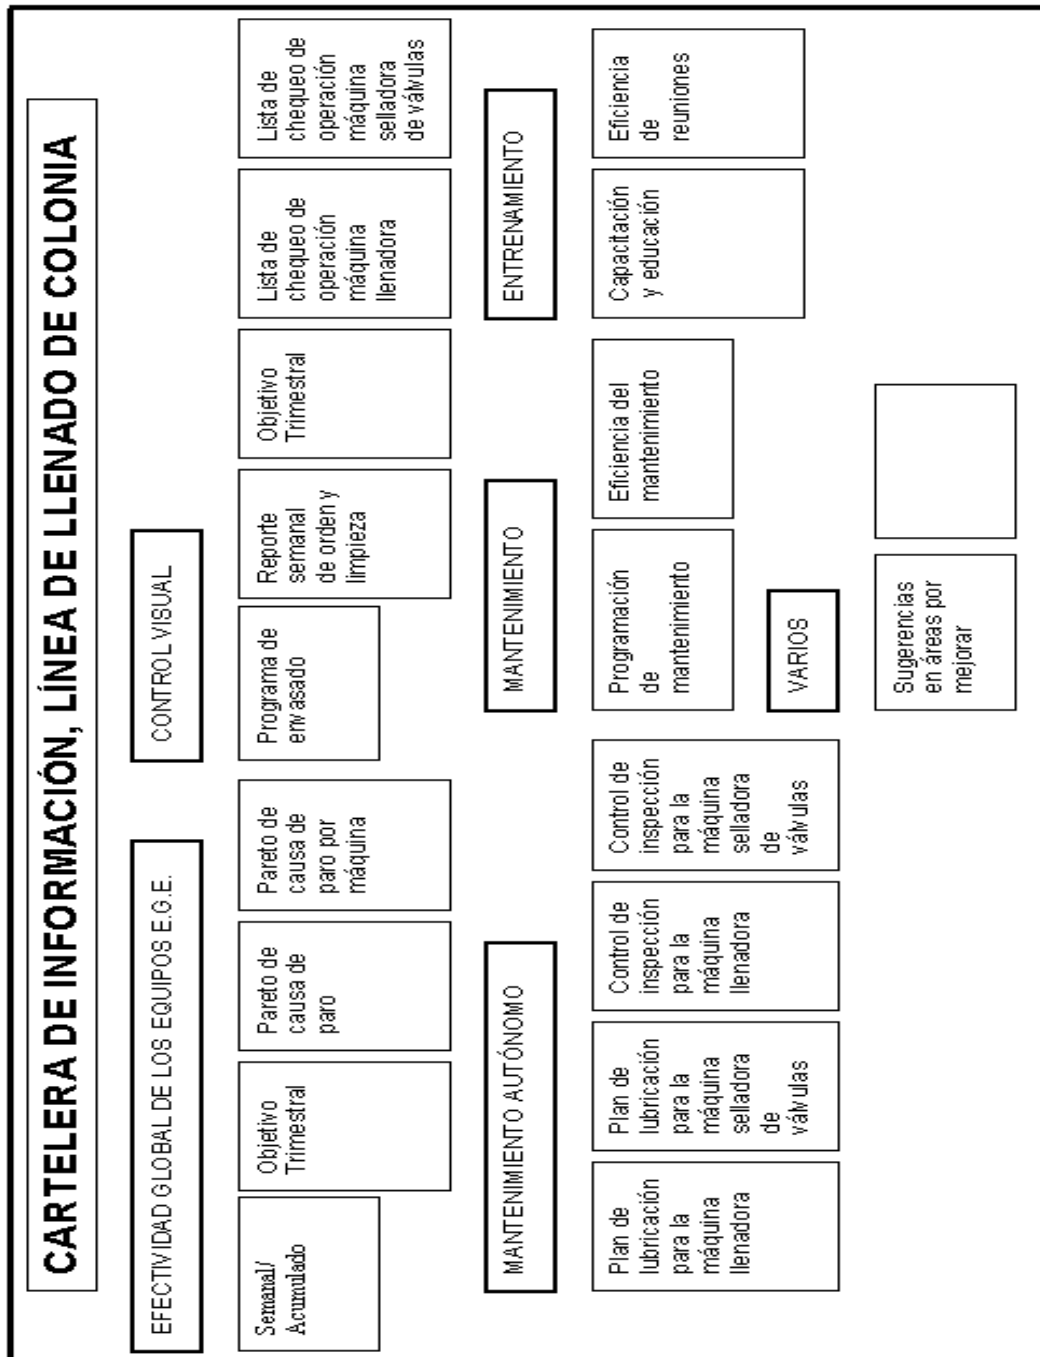 CARTELERA DE INFORMACIÓN, LÍNEA DE LLENADO DE COLONIA
EFECTIVIDAD GLOBAL DE LOS EQUIPOS E.G.E.
Semanal/
Acumulado
Objetivo
Trimestral
Pareto de
causa de
paro
Pareto de
causa de
paro por
máquina
CONTROL VISUAL
Programa de
envasado
Reporte
semanal
de orden y
limpieza
Objetivo
Trimestral
Lista de
chequeo de
operación
máquina
llenadora
Lista de
chequeo de
operación
máquina
selladora
de válvulas
MANTENIMIENTO AUTÓNOMO
Plan de
lubricación
para la
máquina
llenadora
Plan de
lubricación
para la
máquina
selladora
de
válvulas
Control de
inspección
para la
máquina
llenadora
Control de
inspección
para la
máquina
selladora
de
válvulas
MANTENIMIENTO
Programación
de
mantenimiento
Eficiencia del
mantenimiento
ENTRENAMIENTO
Capacitación
y educación
Eficiencia
de
reuniones
VARIOS
Sugerencias
en áreas por
mejorar